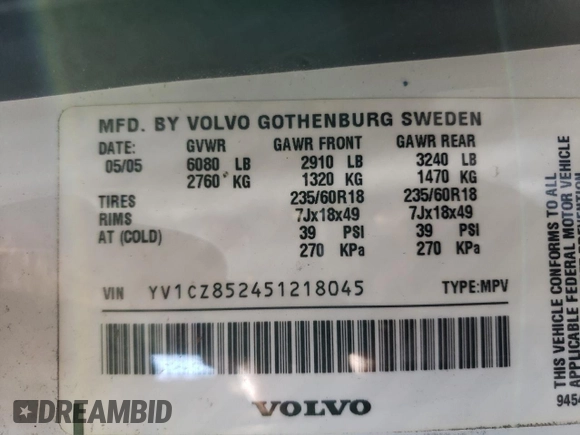 MFD. BY VOLVO GOTHENBURG SWEDEN
DATE: GVWR GAWR FRONT GAWR REAR
05/05 6080 LB 2910 LB 3240 LB
2760 KG 1320 KG 1470 KG
TIRES 235/60R18 235/60R18
RIMS 7Jx18x49 7Jx18x49
AT (COLD) 39 PSI 39 PSI
270 KPa 270 KPa
VIN YV1CZ852451218045 TYPE:MPV
VOLVO
THIS VEHICLE CONFORMS TO ALL
APPLICABLE FEDERAL MOTOR VEHICLE
9454
DREAMBID